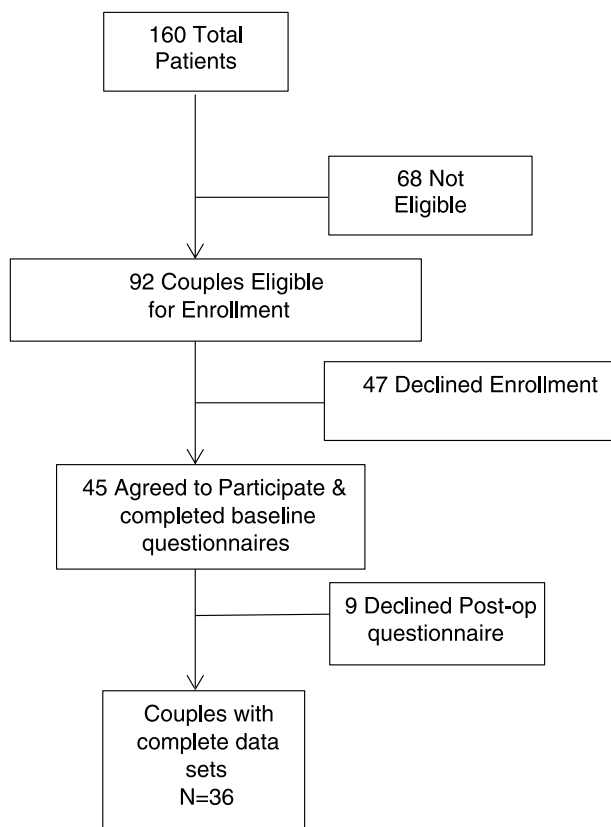 160 Total
Patients
68 Not
Eligible
92 Couples Eligible
for Enrollment
47 Declined Enrollment
45 Agreed to Participate &
completed baseline
questionnaires
9 Declined Post-op
questionnaire
Couples with
complete data
sets
N=36